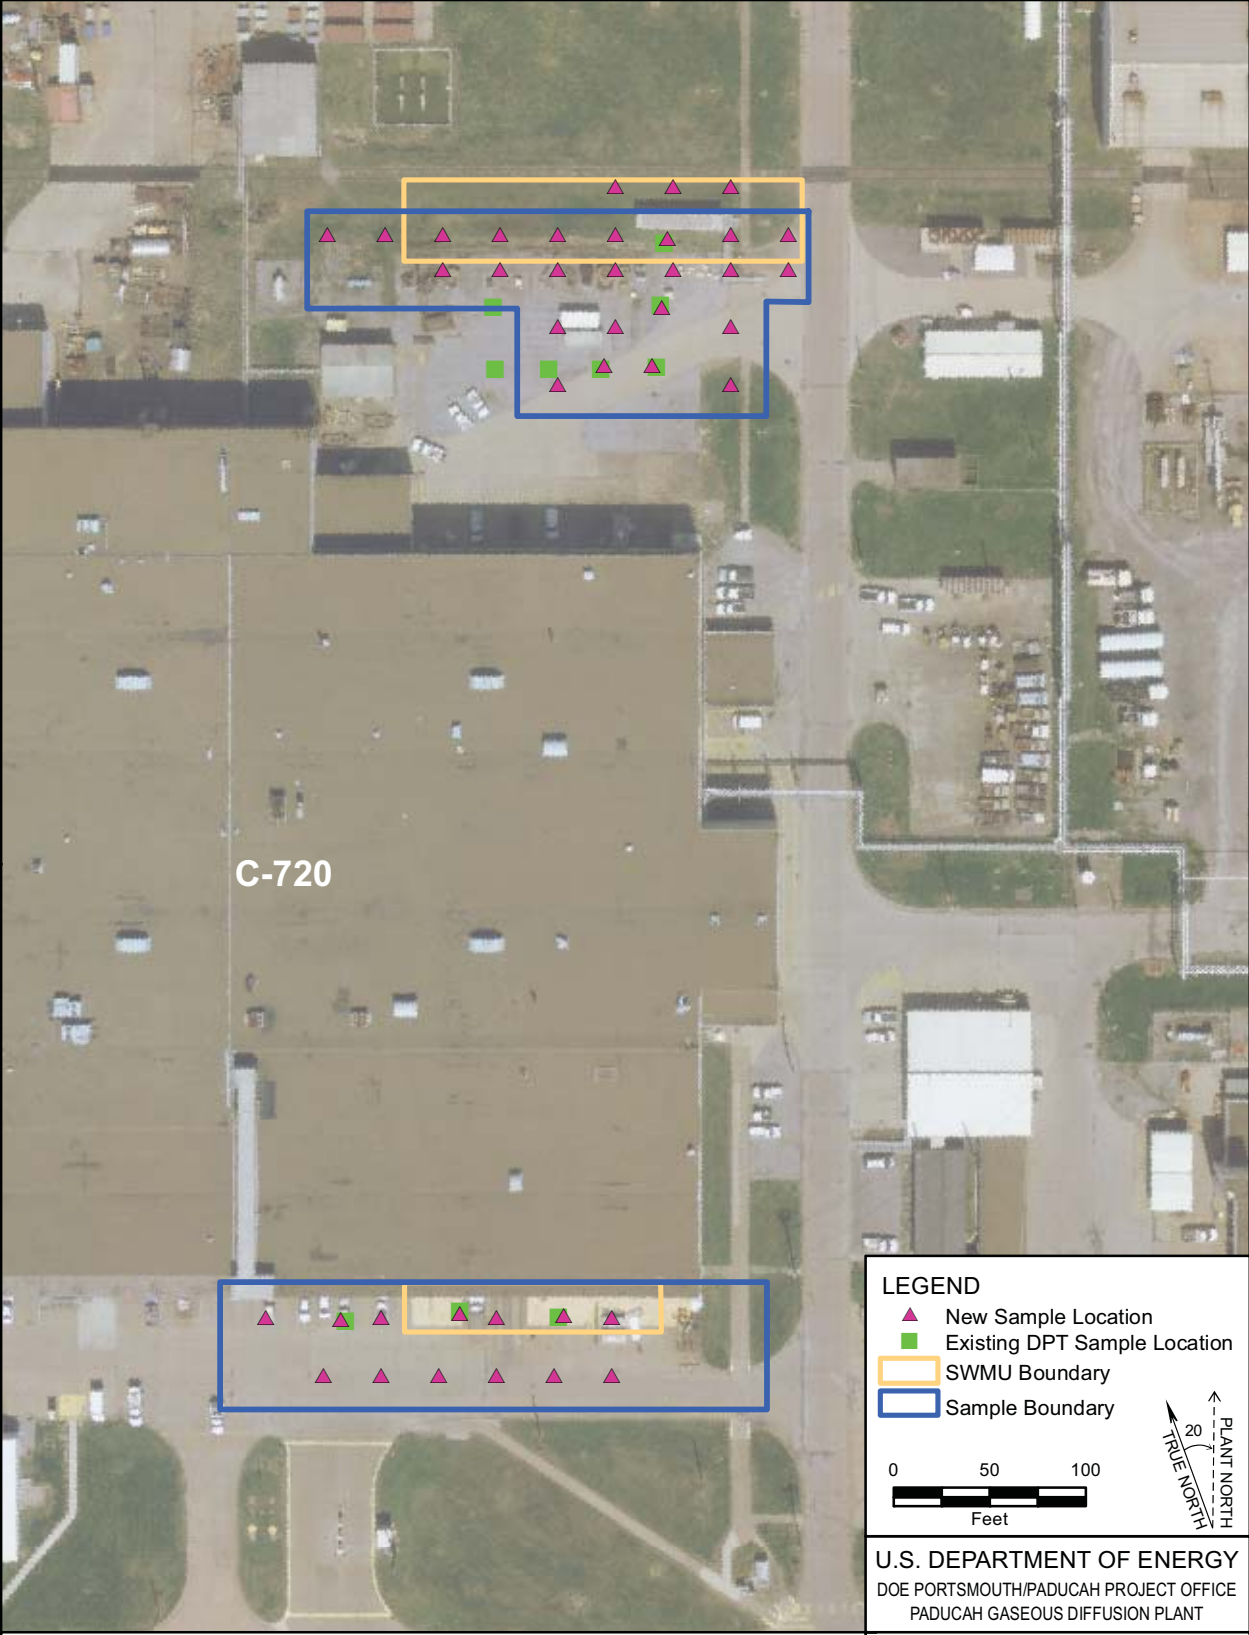 C-720
LEGEND
New Sample Location
Existing DPT Sample Location
SWMU Boundary
Sample Boundary
0 50 100
Feet
20
TRUE NORTH
PLANT NORTH
U.S. DEPARTMENT OF ENERGY
DOE PORTSMOUTH/PADUCAH PROJECT OFFICE
PADUCAH GASEOUS DIFFUSION PLANT